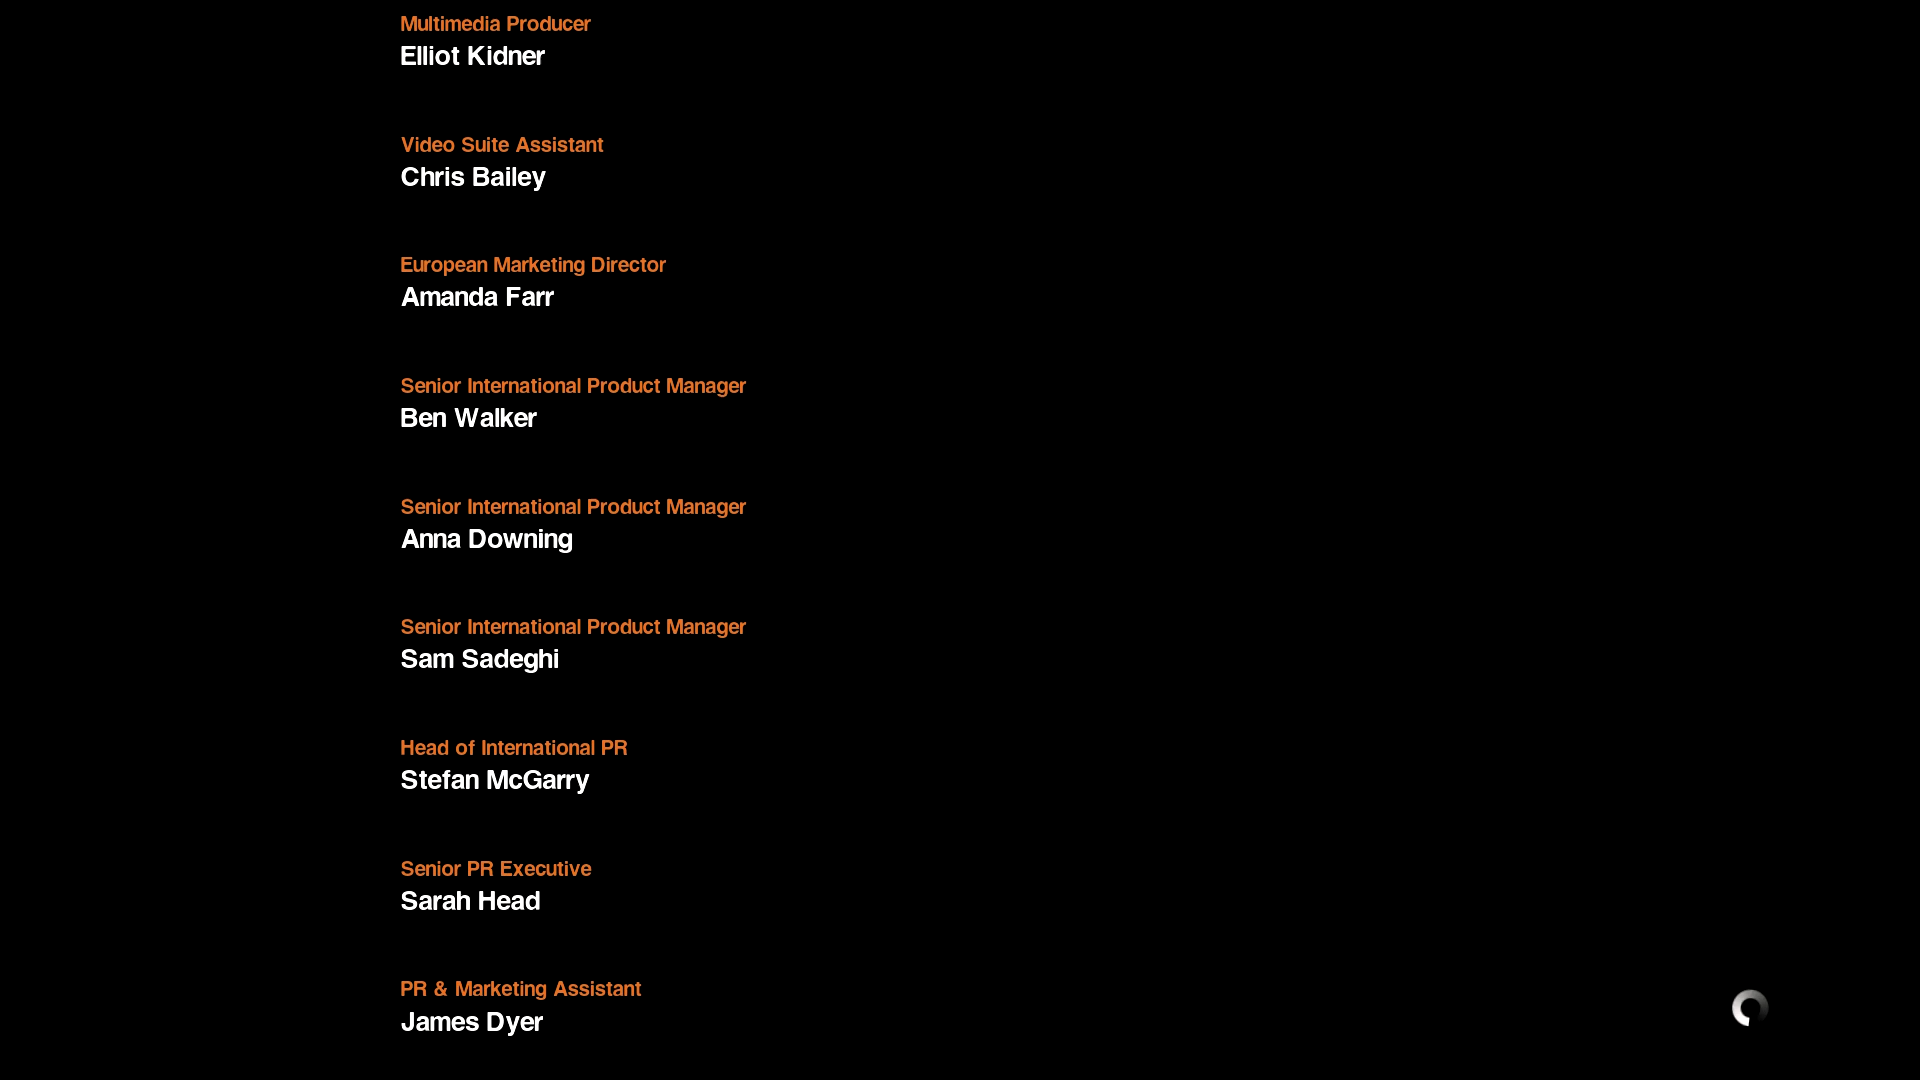 Multimedia Producer
Elliot Kidner
Video Suite Assistant
Chris Bailey
European Marketing Director
Amanda Farr
Senior International Product Manager
Ben Walker
Senior International Product Manager
Anna Downing
Senior International Product Manager
Sam Sadeghi
Head of International PR
Stefan McGarry
Senior PR Executive
Sarah Head
PR & Marketing Assistant
James Dyer